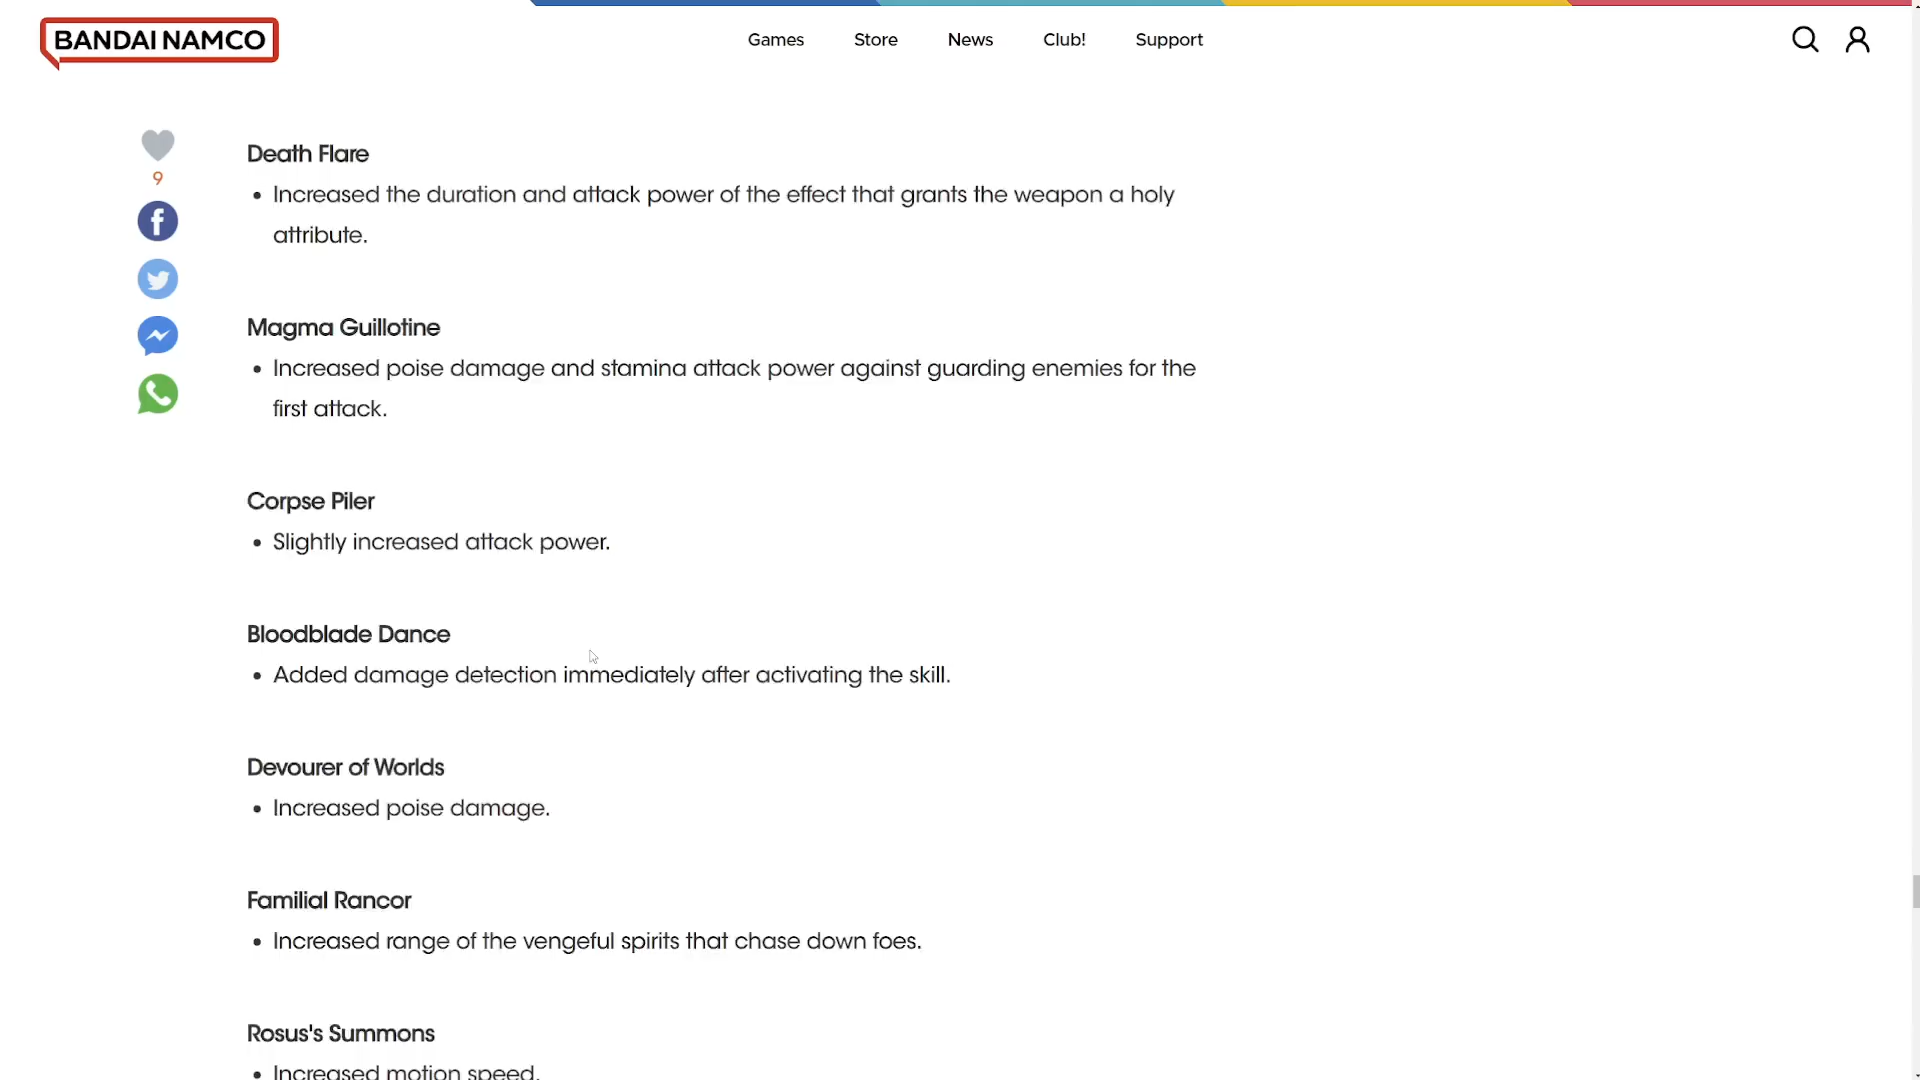 BANDAI NAMCO
Games Store News Club! Support
9
Death Flare
• Increased the duration and attack power of the effect that grants the weapon a holy
attribute.
Magma Guillotine
• Increased poise damage and stamina attack power against guarding enemies for the
first attack.
Corpse Piler
• Slightly increased attack power.
Bloodblade Dance
• Added damage detection immediately after activating the skill.
Devourer of Worlds
• Increased poise damage.
Familial Rancor
• Increased range of the vengeful spirits that chase down foes.
Rosus's Summons
• Increased motion speed.